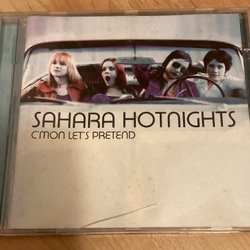 SAHARA HOTNIGHTS
C'MON LET'S PRETEND